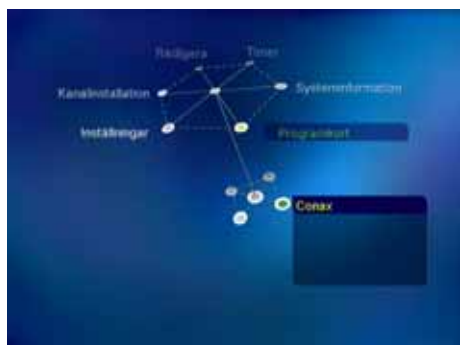 Redigera
Timer
Kanalinstallation
Systeminformation
Inställningar
Programkort
Conax